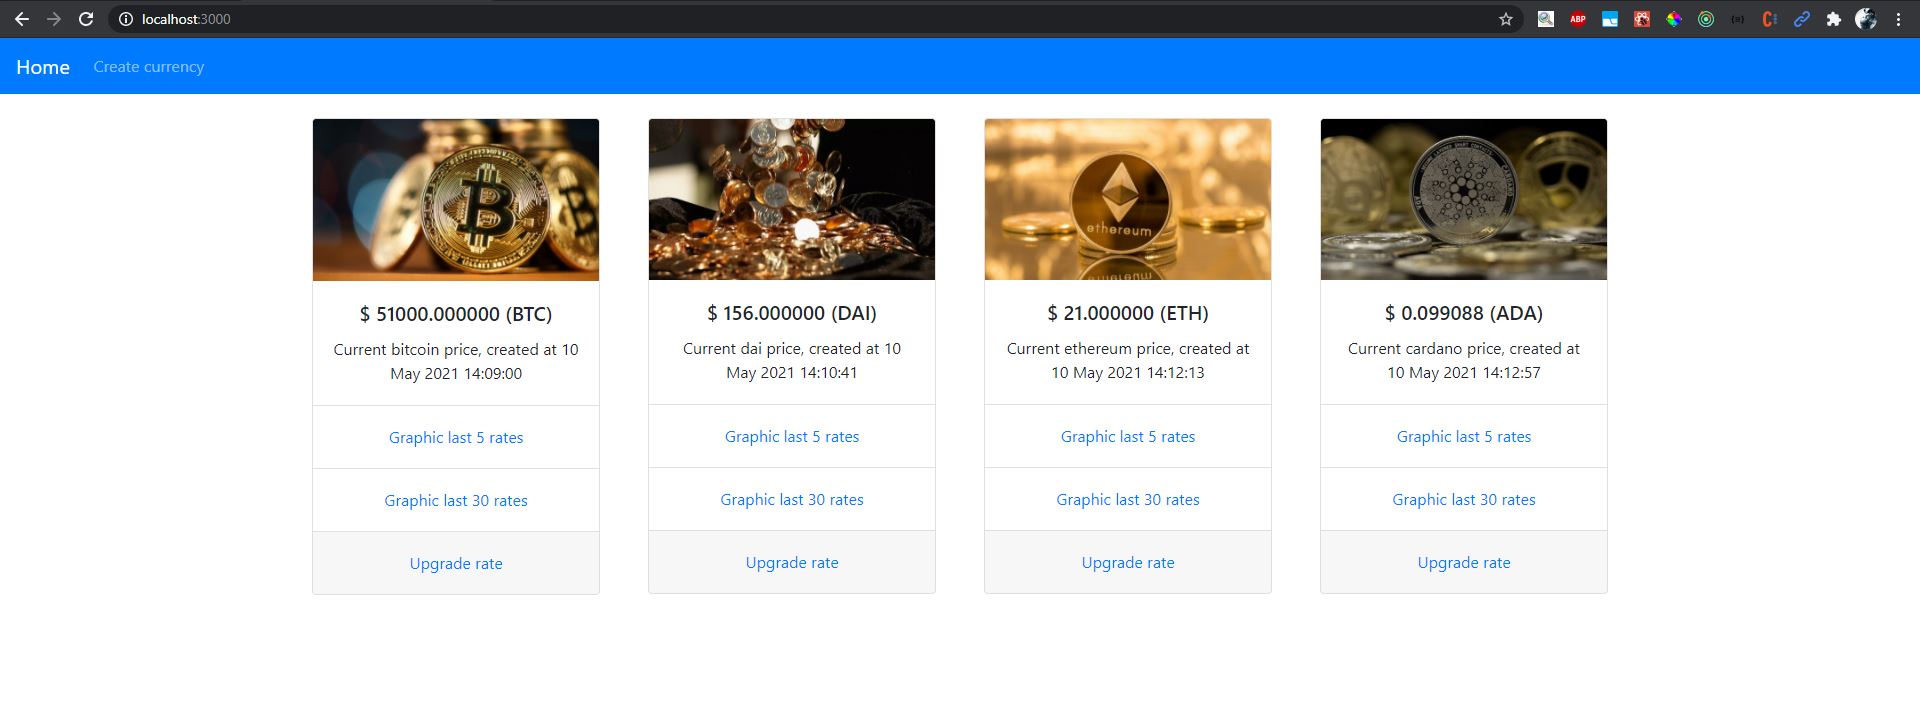 localhost:3000
ABP
Home
Create currency
ethereum
$ 51000.000000 (BTC)
Current bitcoin price, created at 10
May 2021 14:09:00
Graphic last 5 rates
Graphic last 30 rates
Upgrade rate
$ 156.000000 (DAI)
Current dai price, created at 10
May 2021 14:10:41
Graphic last 5 rates
Graphic last 30 rates
Upgrade rate
$ 21.000000 (ETH)
Current ethereum price, created at
10 May 2021 14:12:13
Graphic last 5 rates
Graphic last 30 rates
Upgrade rate
$ 0.099088 (ADA)
Current cardano price, created at
10 May 2021 14:12:57
Graphic last 5 rates
Graphic last 30 rates
Upgrade rate